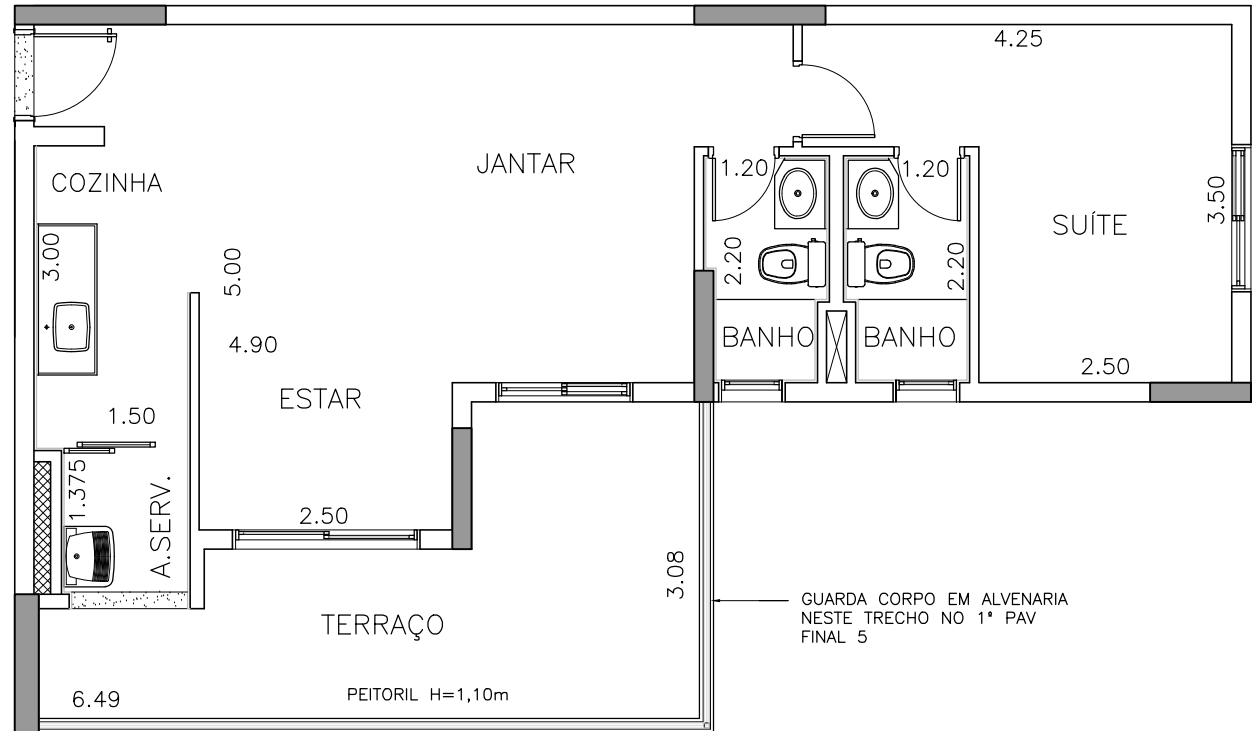 4.25
JANTAR
COZINHA
1.20
1.20
3.50
SUÍTE
3.00
5.00
2.20
2.20
4.90
BANHO
BANHO
2.50
ESTAR
1.50
1.375
A.SERV.
2.50
3.08
TERRAÇO
GUARDA CORPO EM ALVENARIA
NESTE TRECHO NO 1º PAV
FINAL 5
6.49
PEITORIL H=1,10m